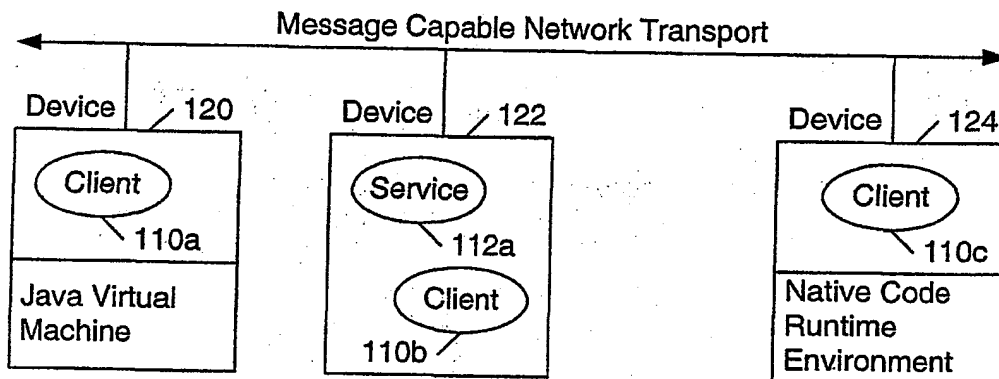 Message Capable Network Transport
Device
120
Client
110a
Java Virtual
Machine
Device
122
Service
112a
Client
110b
Device
124
Client
110c
Native Code
Runtime
Environment